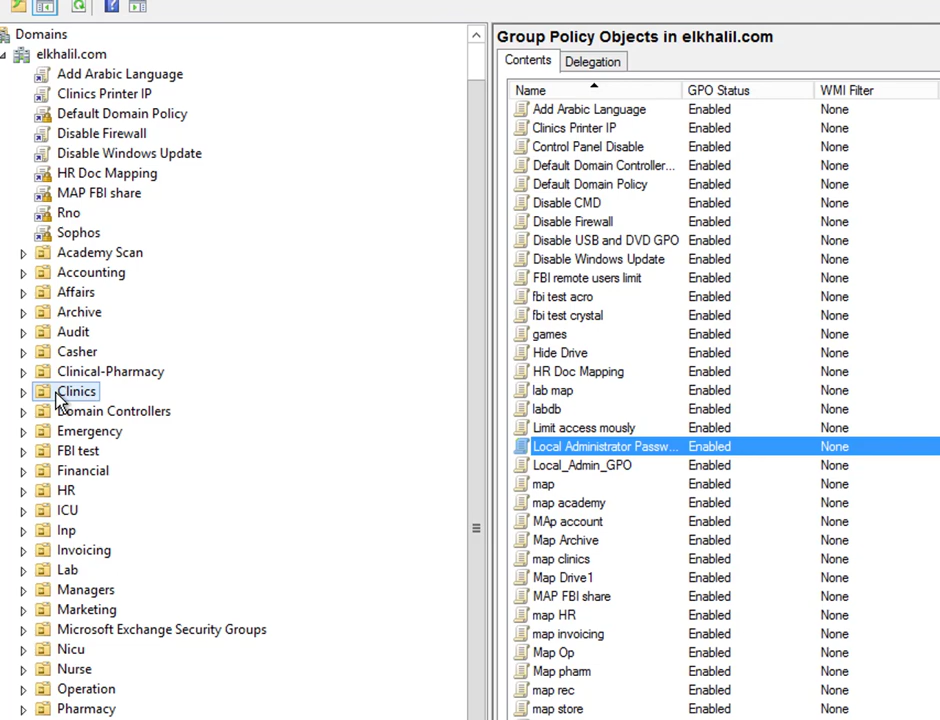 Domains
elkhalil.com
Add Arabic Language
Clinics Printer IP
Default Domain Policy
Disable Firewall
Disable Windows Update
HR Doc Mapping
MAP FBI share
Rno
Sophos
Academy Scan
Accounting
Affairs
Archive
Audit
Casher
Clinical-Pharmacy
Clinics
Domain Controllers
Emergency
FBI test
Financial
HR
ICU
Inp
Invoicing
Lab
Managers
Marketing
Microsoft Exchange Security Groups
Nicu
Nurse
Operation
Pharmacy
Group Policy Objects in elkhalil.com
Contents Delegation
Name GPO Status WMI Filter
Add Arabic Language Enabled None
Clinics Printer IP Enabled None
Control Panel Disable Enabled None
Default Domain Controller... Enabled None
Default Domain Policy Enabled None
Disable CMD Enabled None
Disable Firewall Enabled None
Disable USB and DVD GPO Enabled None
Disable Windows Update Enabled None
FBI remote users limit Enabled None
fbi test acro Enabled None
fbi test crystal Enabled None
games Enabled None
Hide Drive Enabled None
HR Doc Mapping Enabled None
lab map Enabled None
labdb Enabled None
Limit access mously Enabled None
Local Administrator Passw... Enabled None
Local_Admin_GPO Enabled None
map Enabled None
map academy Enabled None
MAp account Enabled None
Map Archive Enabled None
map clinics Enabled None
Map Drive1 Enabled None
MAP FBI share Enabled None
map HR Enabled None
map invoicing Enabled None
Map Op Enabled None
Map pharm Enabled None
map rec Enabled None
map store Enabled None